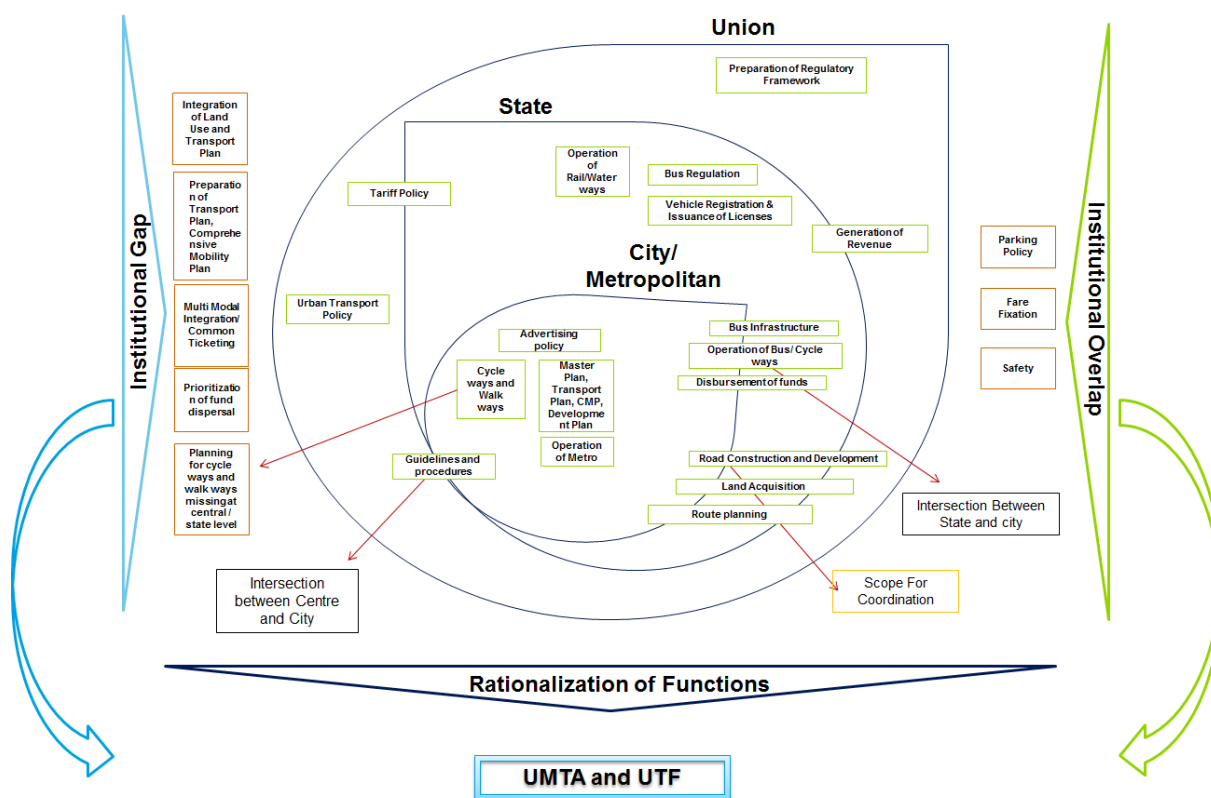 Union
Preparation of Regulatory
Framework
State
Integration
of Land
Use and
Transport
Plan
Operation
of
Rail/Water
ways
Bus Regulation
Tariff Policy
Vehicle Registration &
Issuance of Licenses
Preparatio
n of
Transport
Plan,
Comprehe
nsive
Mobility
Plan
Generation of
Revenue
Institutional Gap
Institutional Overlap
Parking
Policy
City/
Metropolitan
Urban Transport
Policy
Multi Modal
Integration/
Common
Ticketing
Fare
Fixation
Bus Infrastructure
Advertising
policy
Operation of Bus/ Cycle
ways
Safety
Cycle
ways and
Walk
ways
Master
Plan,
Transport
Plan, CMP,
Developme
nt Plan
Disbursement of funds
Prioritizatio
n of fund
dispersal
Operation
of Metro
Guidelines and
procedures
Road Construction and Development
Planning
for cycle
ways and
walk ways
missing at
central /
state level
Land Acquisition
Route planning
Intersection Between
State and city
Intersection
between Centre
and City
Scope For
Coordination
Rationalization of Functions
UMTA and UTF